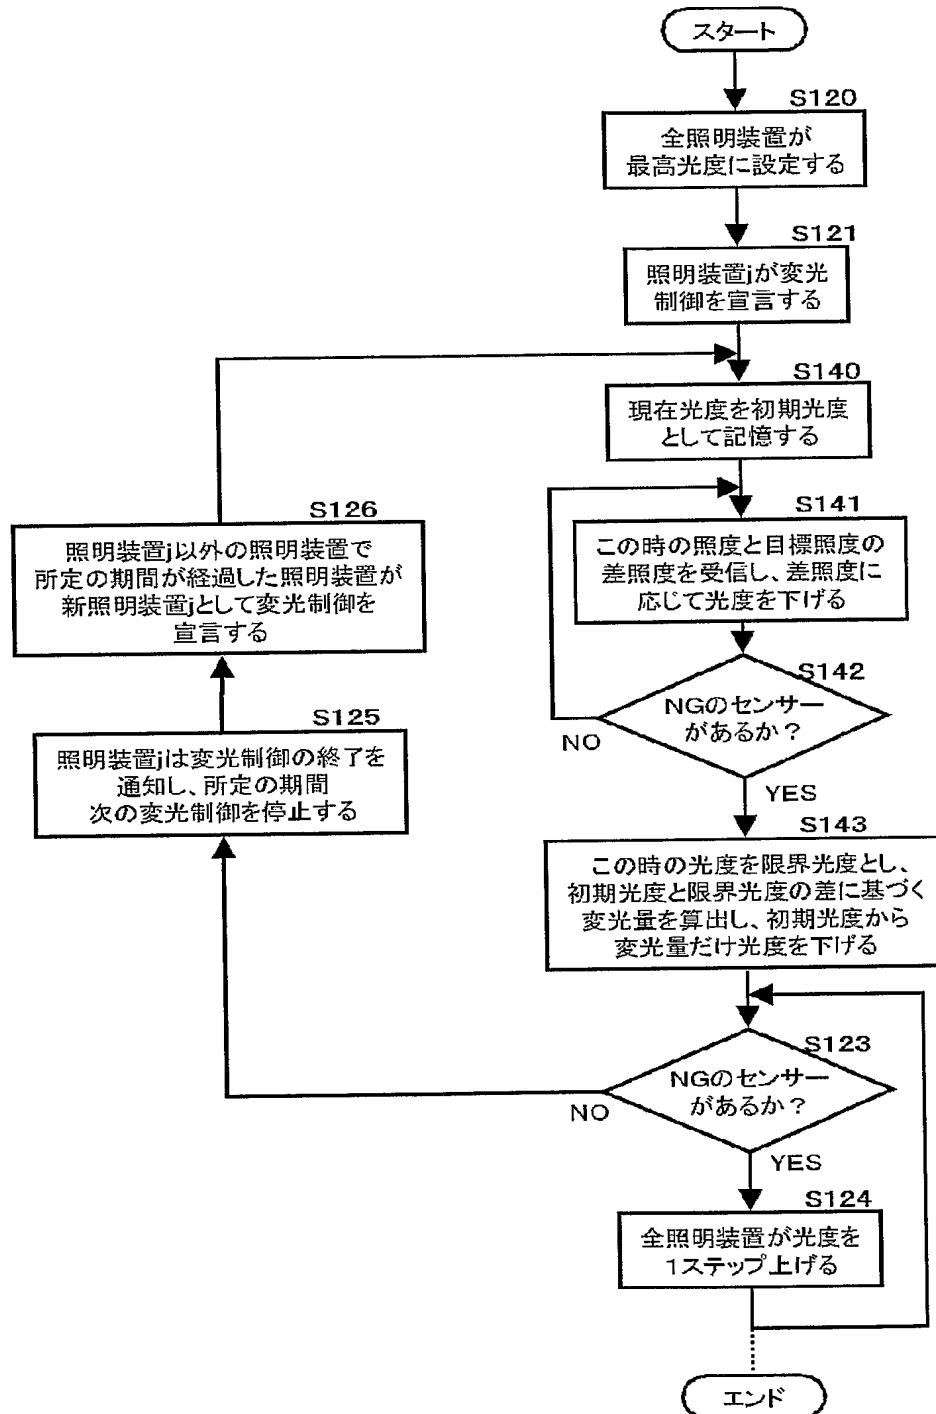 スタート
S120
全照明装置が
最高光度に設定する
S121
照明装置jが変光
制御を宣言する
S140
現在光度を初期光度
として記憶する
S141
この時の照度と目標照度の
差照度を受信し、差照度に
応じて光度を下げる
S142
NGのセンサー
があるか？
NO
YES
S143
この時の光度を限界光度とし、
初期光度と限界光度の差に基づく
変光量を算出し、初期光度から
変光量だけ光度を下げる
S123
NGのセンサー
があるか？
NO
YES
S124
全照明装置が光度を
1ステップ上げる
S125
照明装置jは変光制御の終了を
通知し、所定の期間
次の変光制御を停止する
S126
照明装置j以外の照明装置で
所定の期間が経過した照明装置が
新照明装置jとして変光制御を
宣言する
エンド